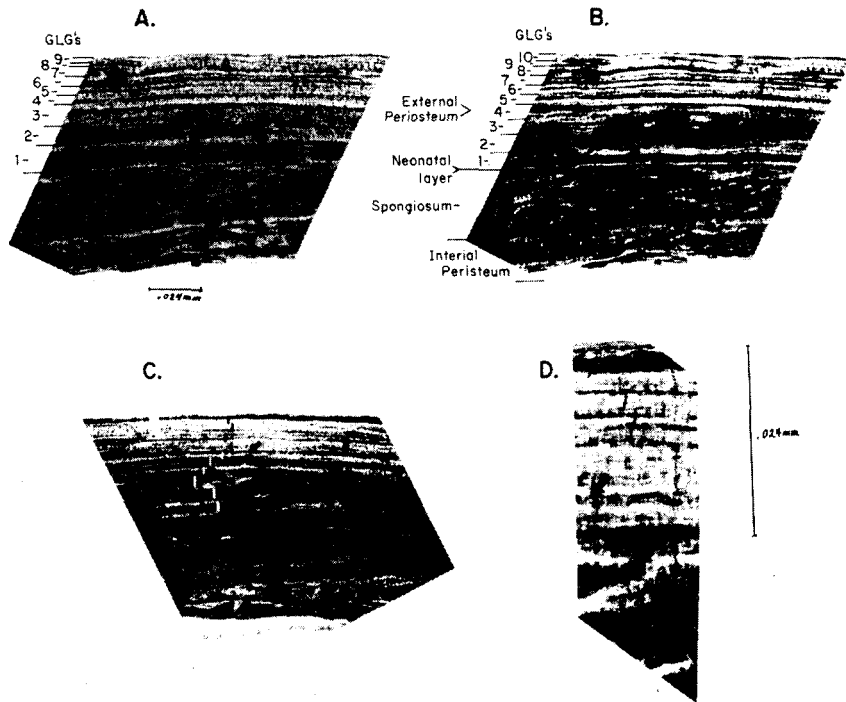 A.
GLG's
9-
8-
7-
6-
5-
4-
3-
2-
1-
.024mm
B.
GLG's
10-
9-
8-
7-
6-
5-
4-
3-
2-
1-
External
Periosteum
Neonatal
layer
Spongiosum-
Interial
Peristeum
C.
D.
.024mm